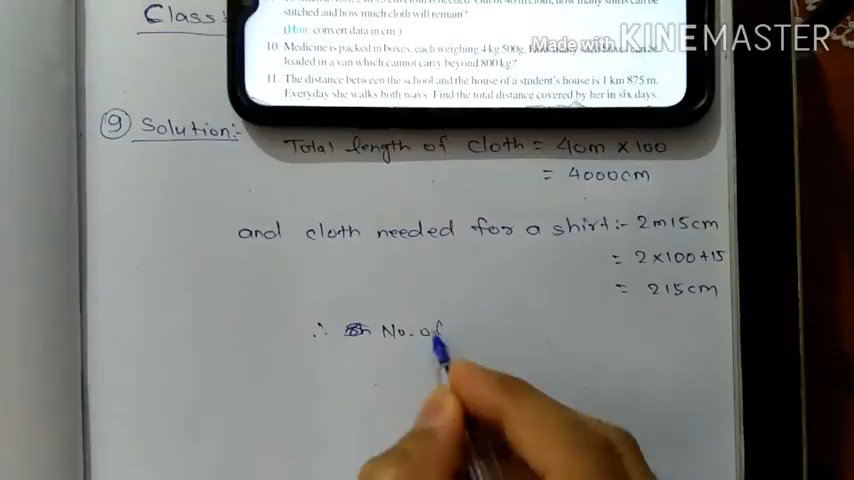 Class
stitched and how much cloth will remain?
(Hint: convert data in cm.)
10. Medicine is packed in boxes, each weighing 4 kg 500g. How many such boxes can be
loaded in a van which cannot carry beyond 800 kg?
11. The distance between the school and the house of a student's house is 1 km 875 m.
Everyday she walks both ways. Find the total distance covered by her in six days.
Made with KINEMASTER
9 Solution:-
Total length of cloth = 40m × 100
= 4000cm
and cloth needed for a shirt:- 2m15cm
= 2×100+15
= 215cm
∴ No. of